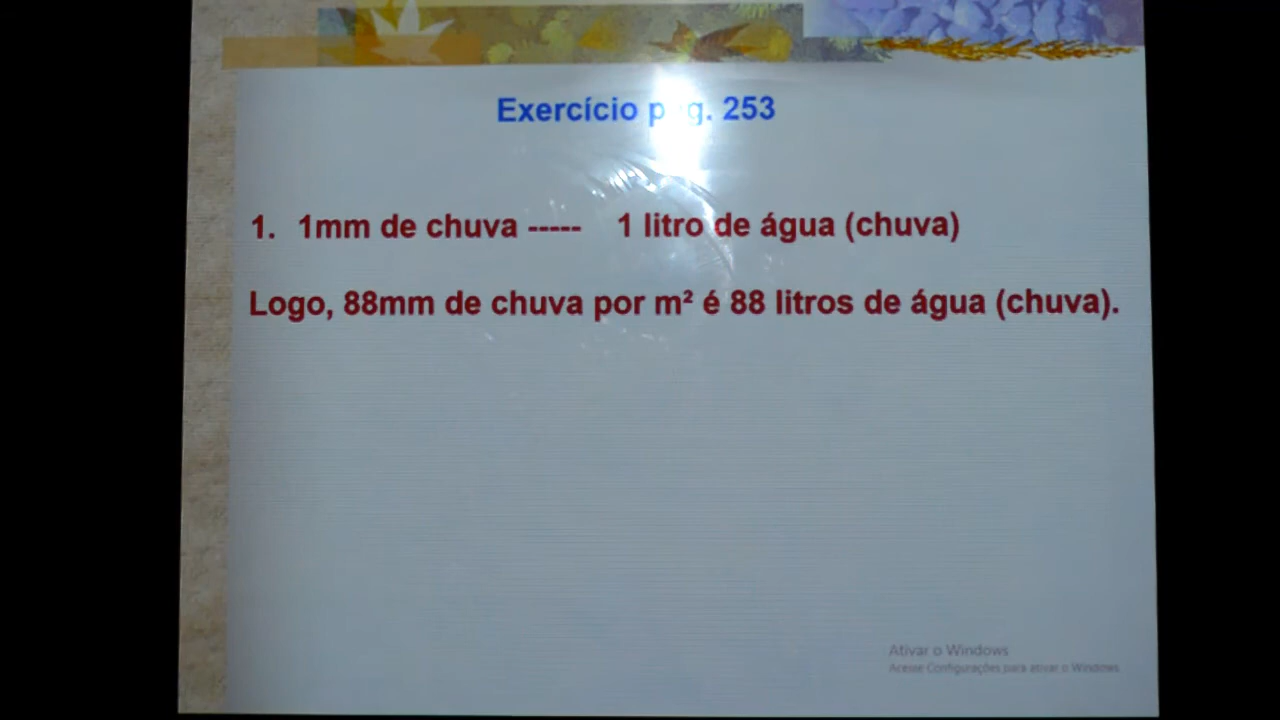 Exercício pág. 253
1. 1mm de chuva ----- 1 litro de água (chuva)
Logo, 88mm de chuva por m² é 88 litros de água (chuva).
Ativar o Windows
Acesse Configurações para ativar o Windows.